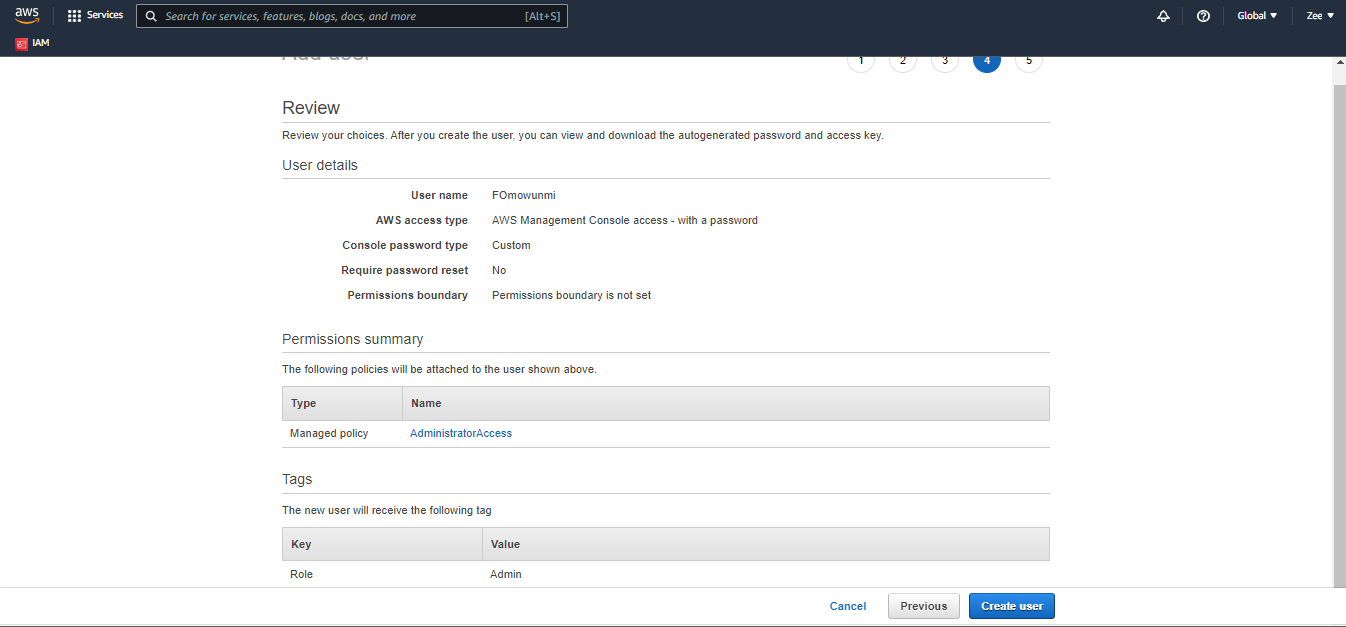 aws Services Search for services, features, blogs, docs, and more [Alt+S] Global Zee
IAM
Add user 1 2 3 4 5
Review
Review your choices. After you create the user, you can view and download the autogenerated password and access key.
User details
User name FOmowunmi
AWS access type AWS Management Console access - with a password
Console password type Custom
Require password reset No
Permissions boundary Permissions boundary is not set
Permissions summary
The following policies will be attached to the user shown above.
Type Name
Managed policy AdministratorAccess
Tags
The new user will receive the following tag
Key Value
Role Admin
Cancel Previous Create user